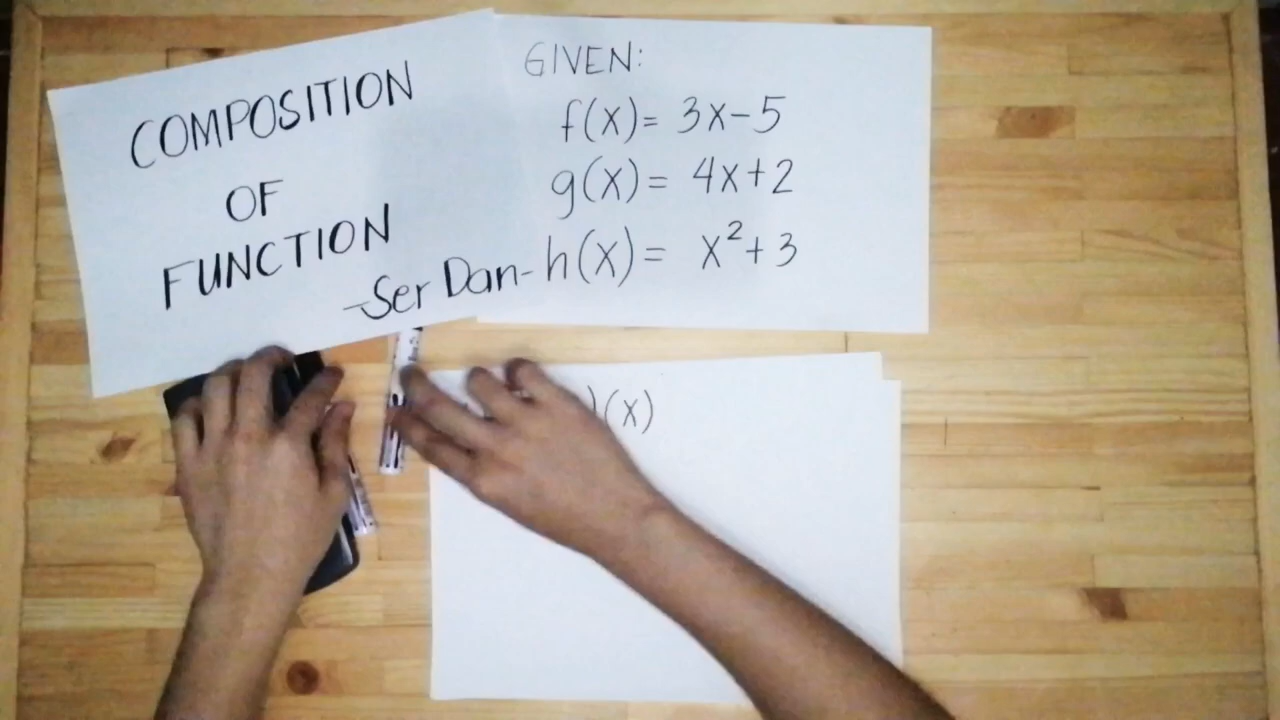 COMPOSITION
OF
FUNCTION
-Ser Dan-
GIVEN:
f(x)= 3x-5
g(x)= 4x+2
h(x)= x²+3
)(x)